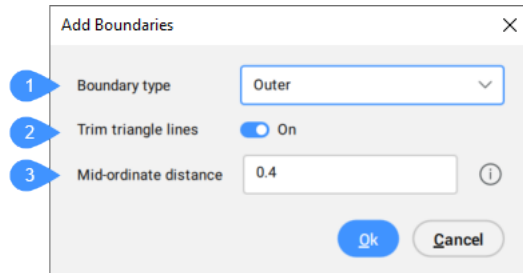 Add Boundaries
1 Boundary type Outer
2 Trim triangle lines On
3 Mid-ordinate distance 0.4
Ok Cancel